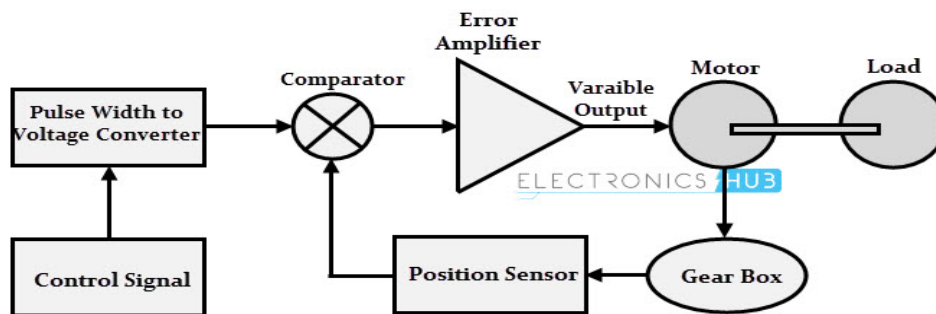 Error
Amplifier
Comparator
Varaible
Output
Motor
Load
Pulse Width to
Voltage Converter
ELECTRONICS HUB
Control Signal
Position Sensor
Gear Box